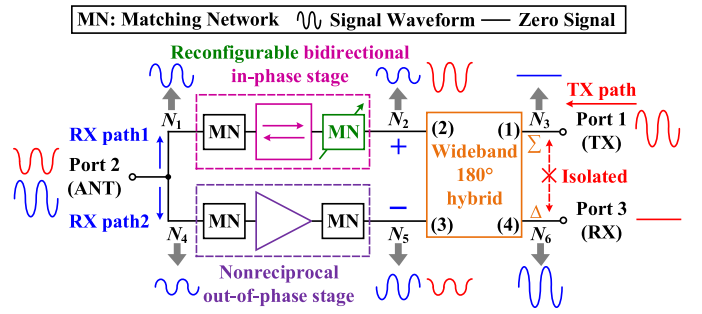 MN: Matching Network Signal Waveform Zero Signal
Reconfigurable bidirectional
in-phase stage
TX path
N1
N2
N3
RX path1
MN
MN
(2)
(1)
Port 1
(TX)
Port 2
(ANT)
+
Σ
Wideband
180°
hybrid
Isolated
RX path2
−
Δ
MN
MN
(3)
(4)
Port 3
(RX)
N4
N5
N6
Nonreciprocal
out-of-phase stage